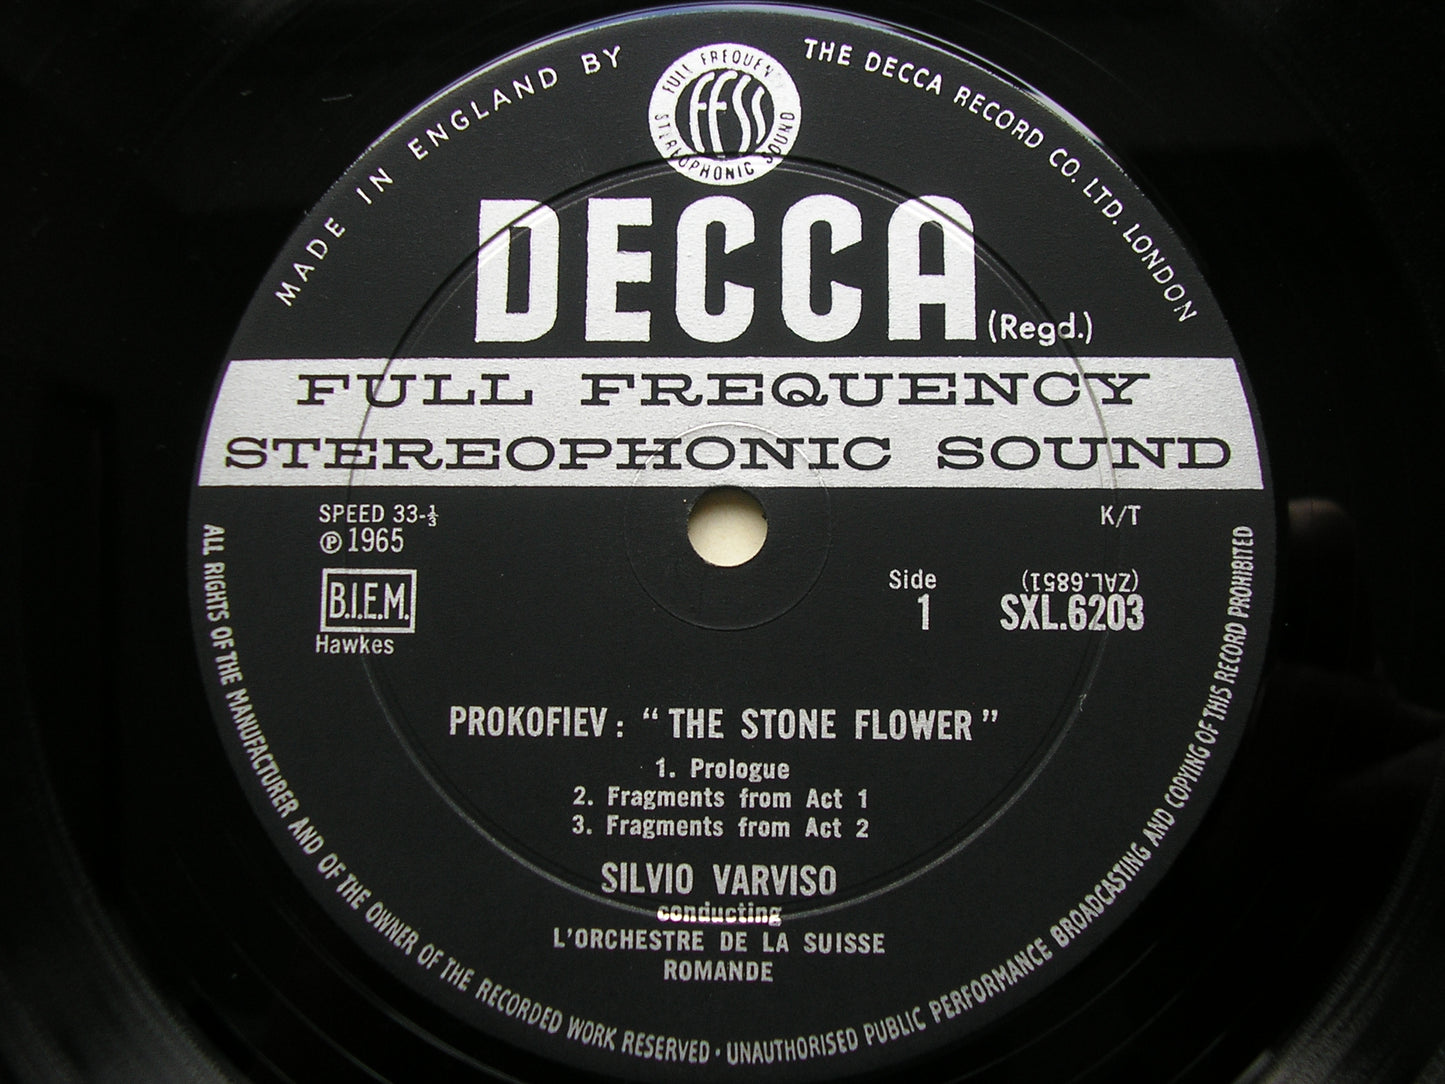 MADE IN ENGLAND BY
THE DECCA RECORD CO. LTD. LONDON
FULL FREQUENCY
ffss
STEREOPHONIC SOUND
DECCA
(Regd.)
FULL FREQUENCY
STEREOPHONIC SOUND
SPEED 33-⅓
K/T
Ⓟ 1965
B.I.E.M.
Hawkes
Side
1
(ZAL.6851)
SXL.6203
PROKOFIEV: “THE STONE FLOWER”
1. Prologue
2. Fragments from Act 1
3. Fragments from Act 2
SILVIO VARVISO
conducting
L'ORCHESTRE DE LA SUISSE
ROMANDE
ALL RIGHTS OF THE MANUFACTURER AND OF THE OWNER OF THE RECORDED WORK RESERVED · UNAUTHORISED PUBLIC PERFORMANCE BROADCASTING AND COPYING OF THIS RECORD PROHIBITED